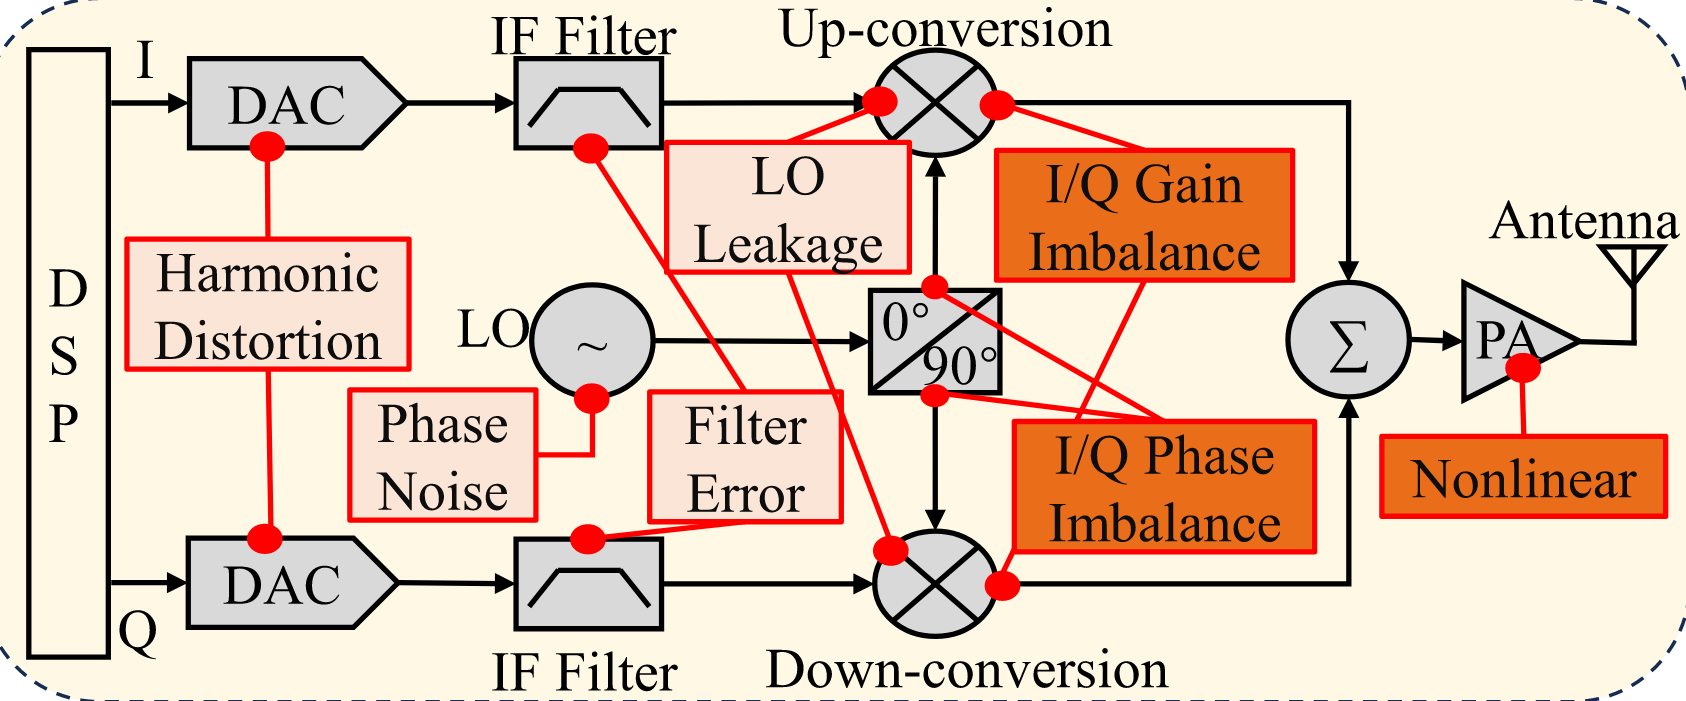 IF Filter
Up-conversion
I
DAC
LO
Leakage
I/Q Gain
Imbalance
Antenna
D
S
P
Harmonic
Distortion
LO
~
0°
90°
∑
PA
Phase
Noise
Filter
Error
I/Q Phase
Imbalance
Nonlinear
Q
DAC
IF Filter
Down-conversion